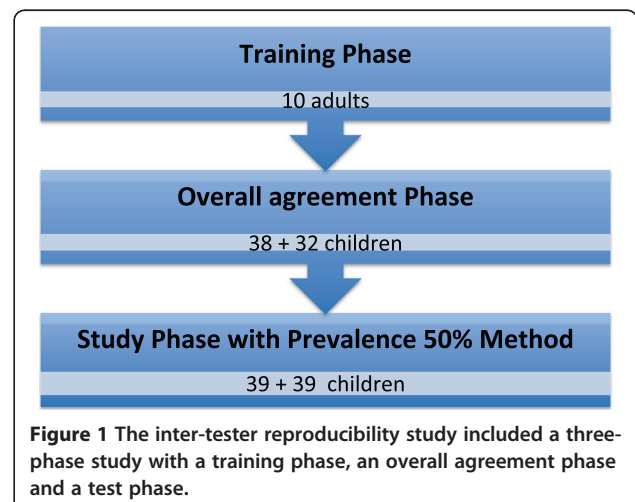 Training Phase
10 adults
Overall agreement Phase
38 + 32 children
Study Phase with Prevalence 50% Method
39 + 39 children
Figure 1 The inter-tester reproducibility study included a three-
phase study with a training phase, an overall agreement phase
and a test phase.